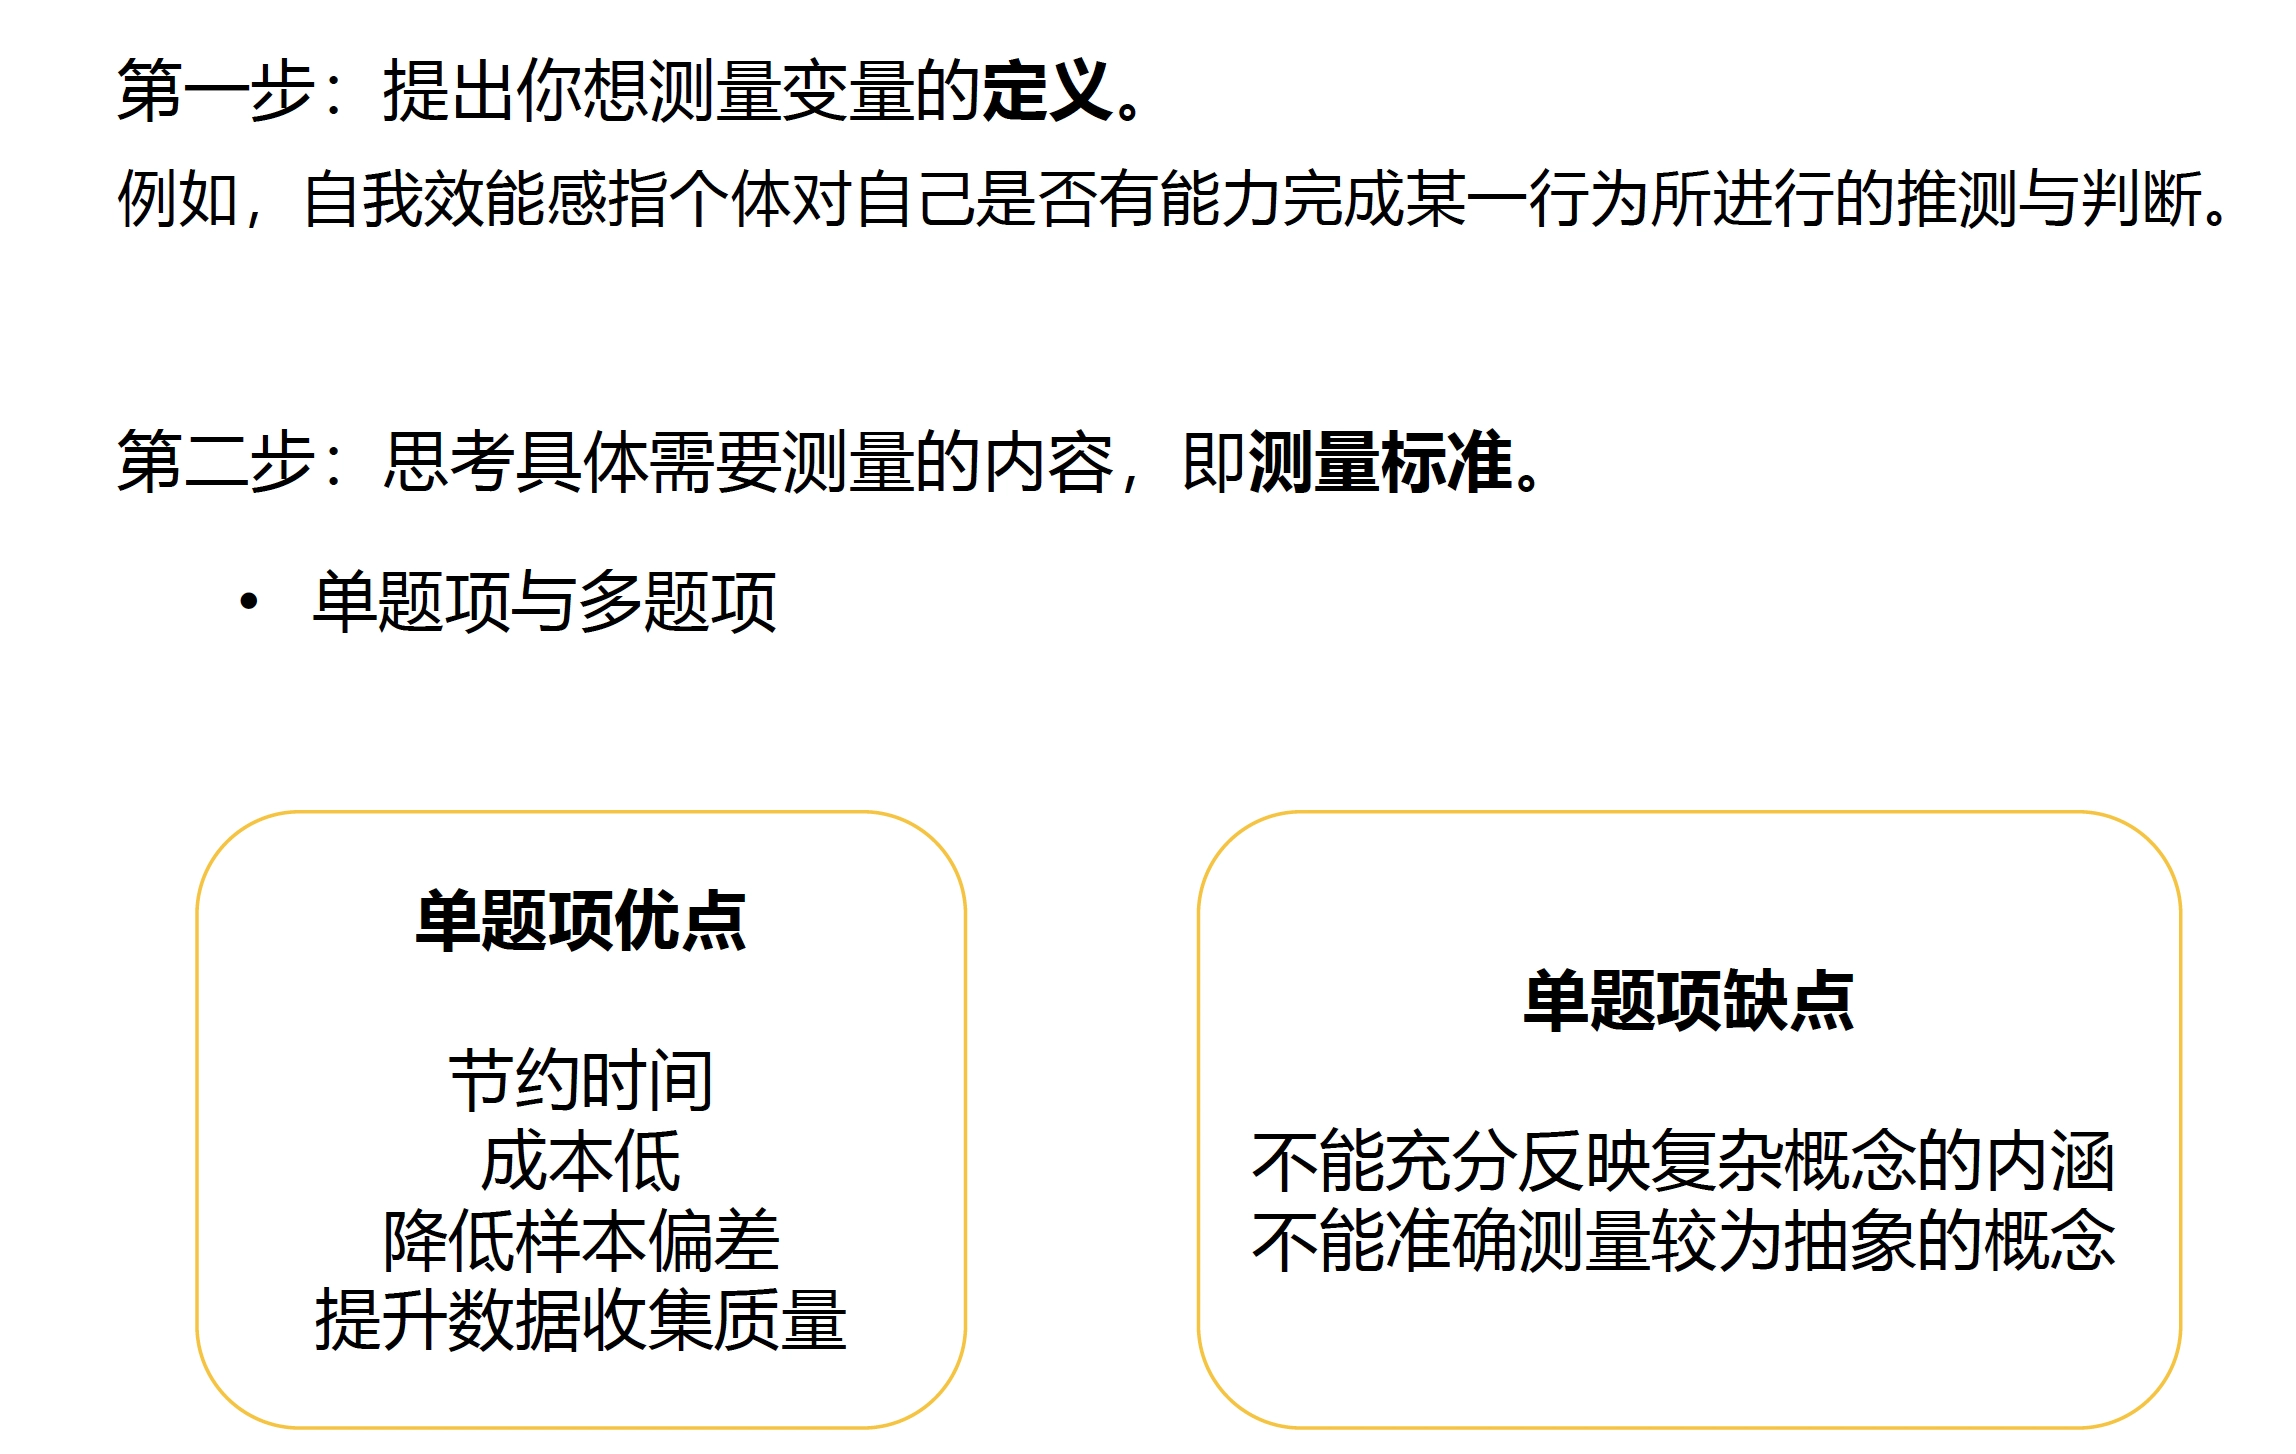 第一步：提出你想测量变量的定义。
例如，自我效能感指个体对自己是否有能力完成某一行为所进行的推测与判断。
第二步：思考具体需要测量的内容，即测量标准。
• 单题项与多题项
单题项优点
节约时间
成本低
降低样本偏差
提升数据收集质量
单题项缺点
不能充分反映复杂概念的内涵
不能准确测量较为抽象的概念